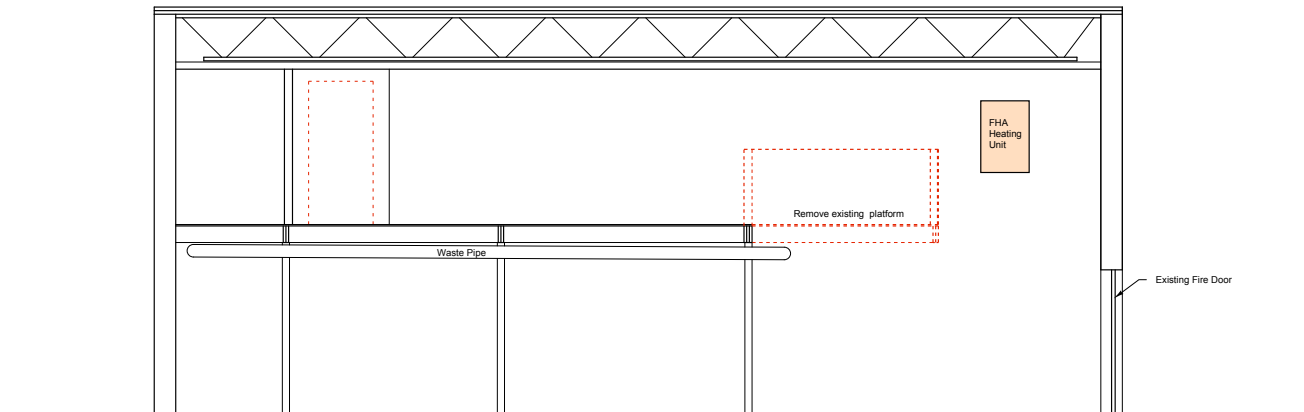 FHA
Heating
Unit
Remove existing platform
Waste Pipe
Existing Fire Door